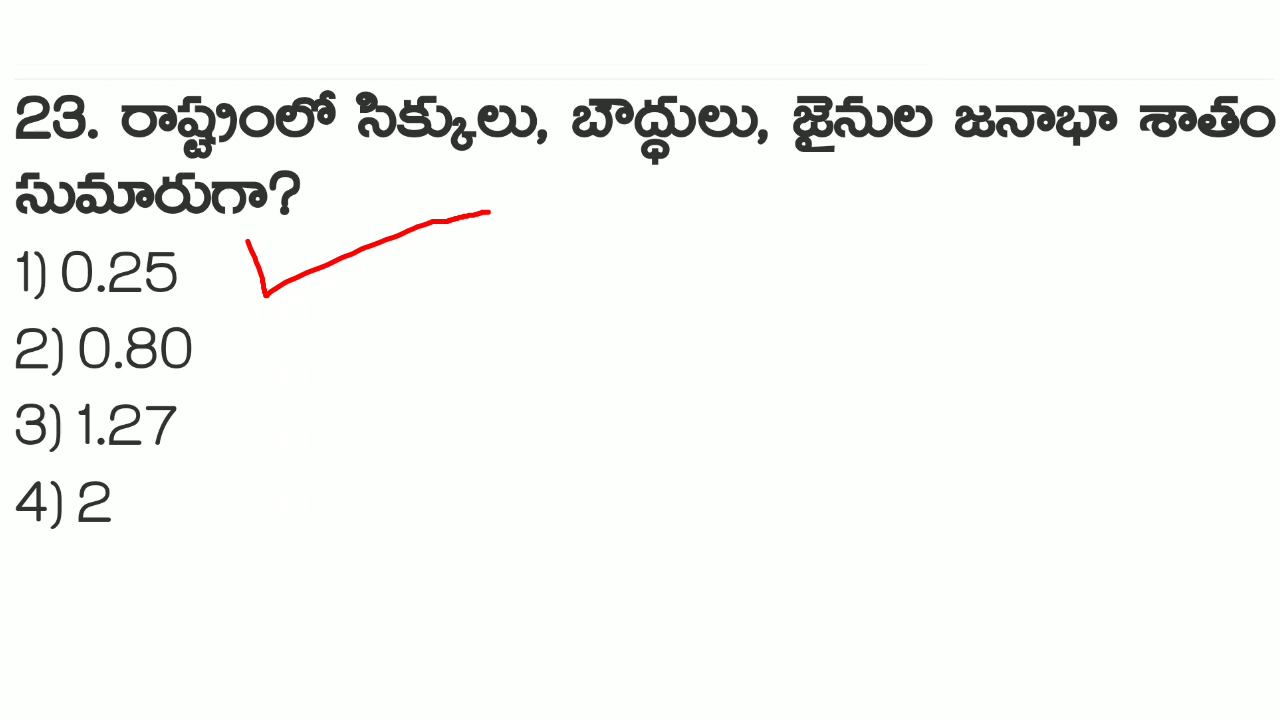 23. రాష్ట్రంలో సిక్కులు, బౌద్ధులు, జైనుల జనాభా శాతం
సుమారుగా?
1) 0.25
2) 0.80
3) 1.27
4) 2